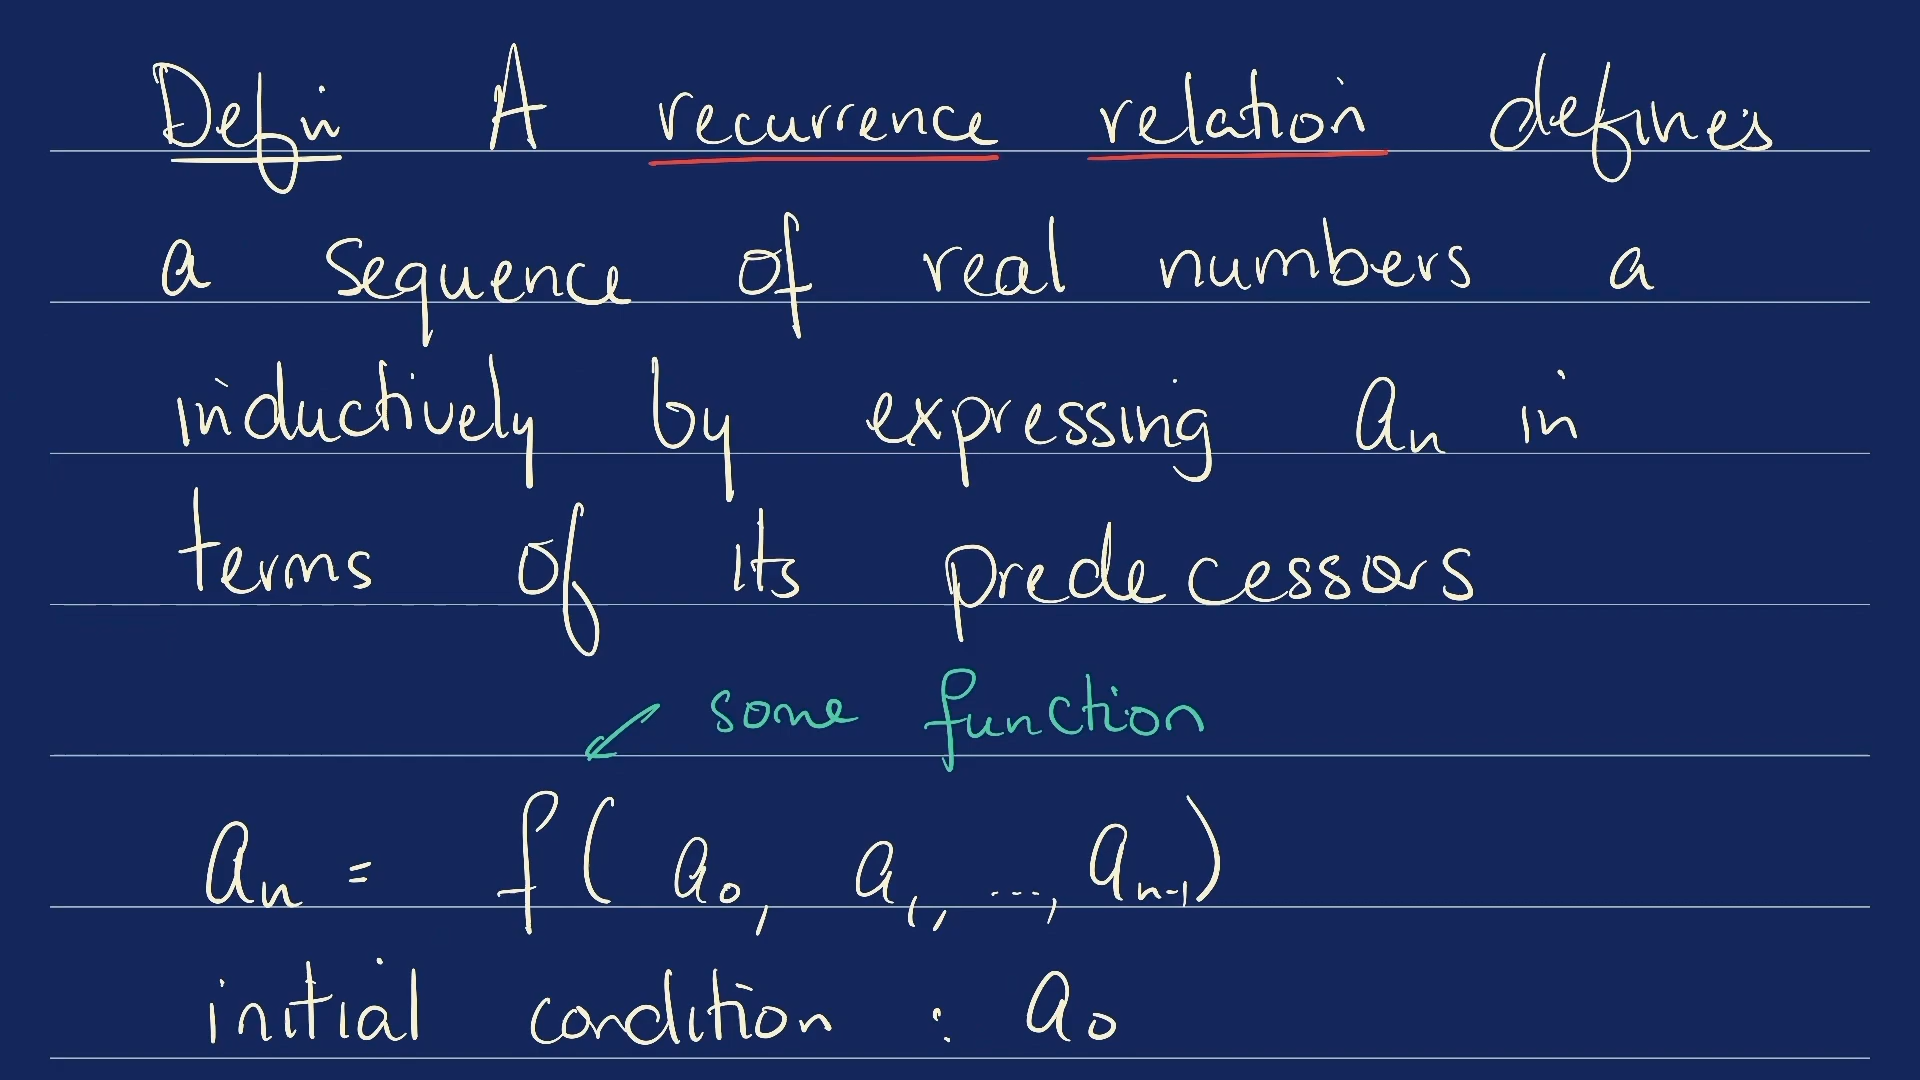 Defn A recurrence relation defines
a sequence of real numbers a
inductively by expressing aₙ in
terms of its predecessors
some function
aₙ = f( a₀, a₁, ..., aₙ₋₁)
initial condition : a₀